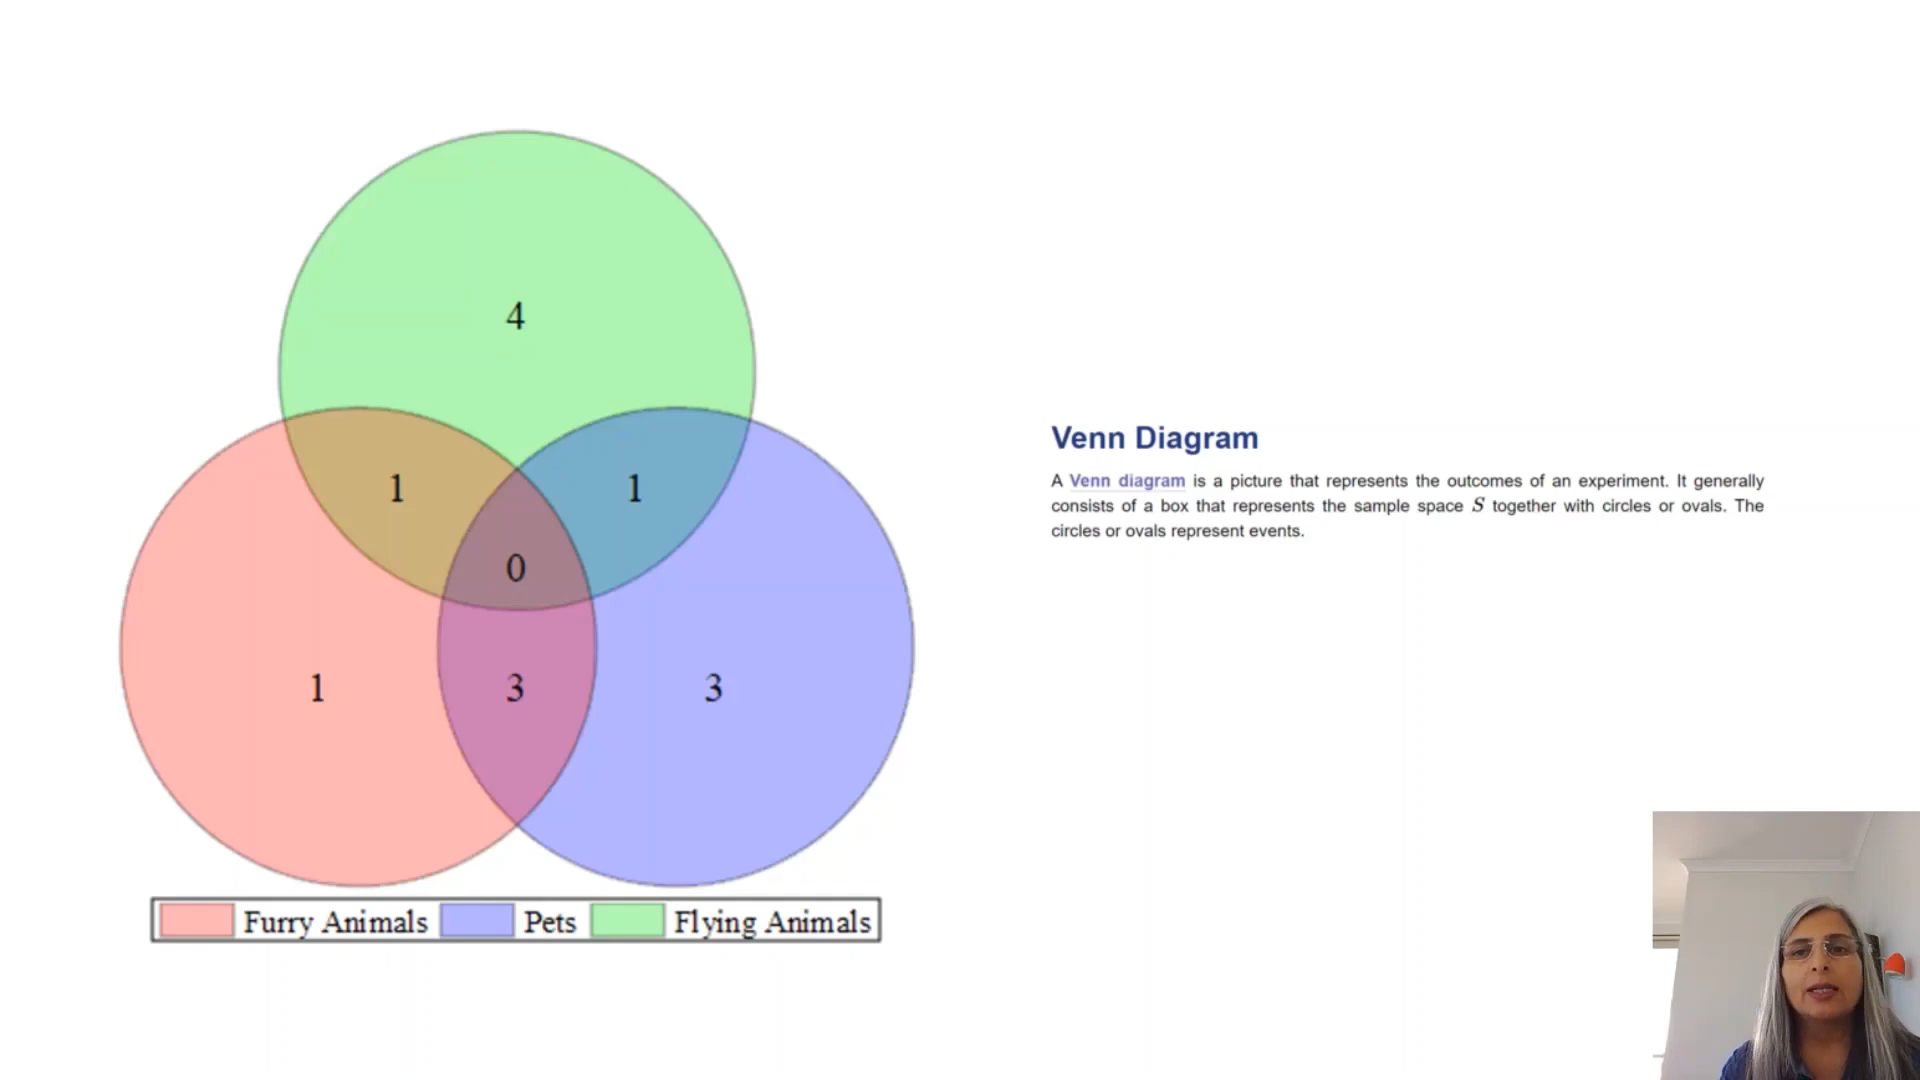 4
1
1
0
1
3
3
Furry Animals Pets Flying Animals
Venn Diagram
A Venn diagram is a picture that represents the outcomes of an experiment. It generally
consists of a box that represents the sample space S together with circles or ovals. The
circles or ovals represent events.